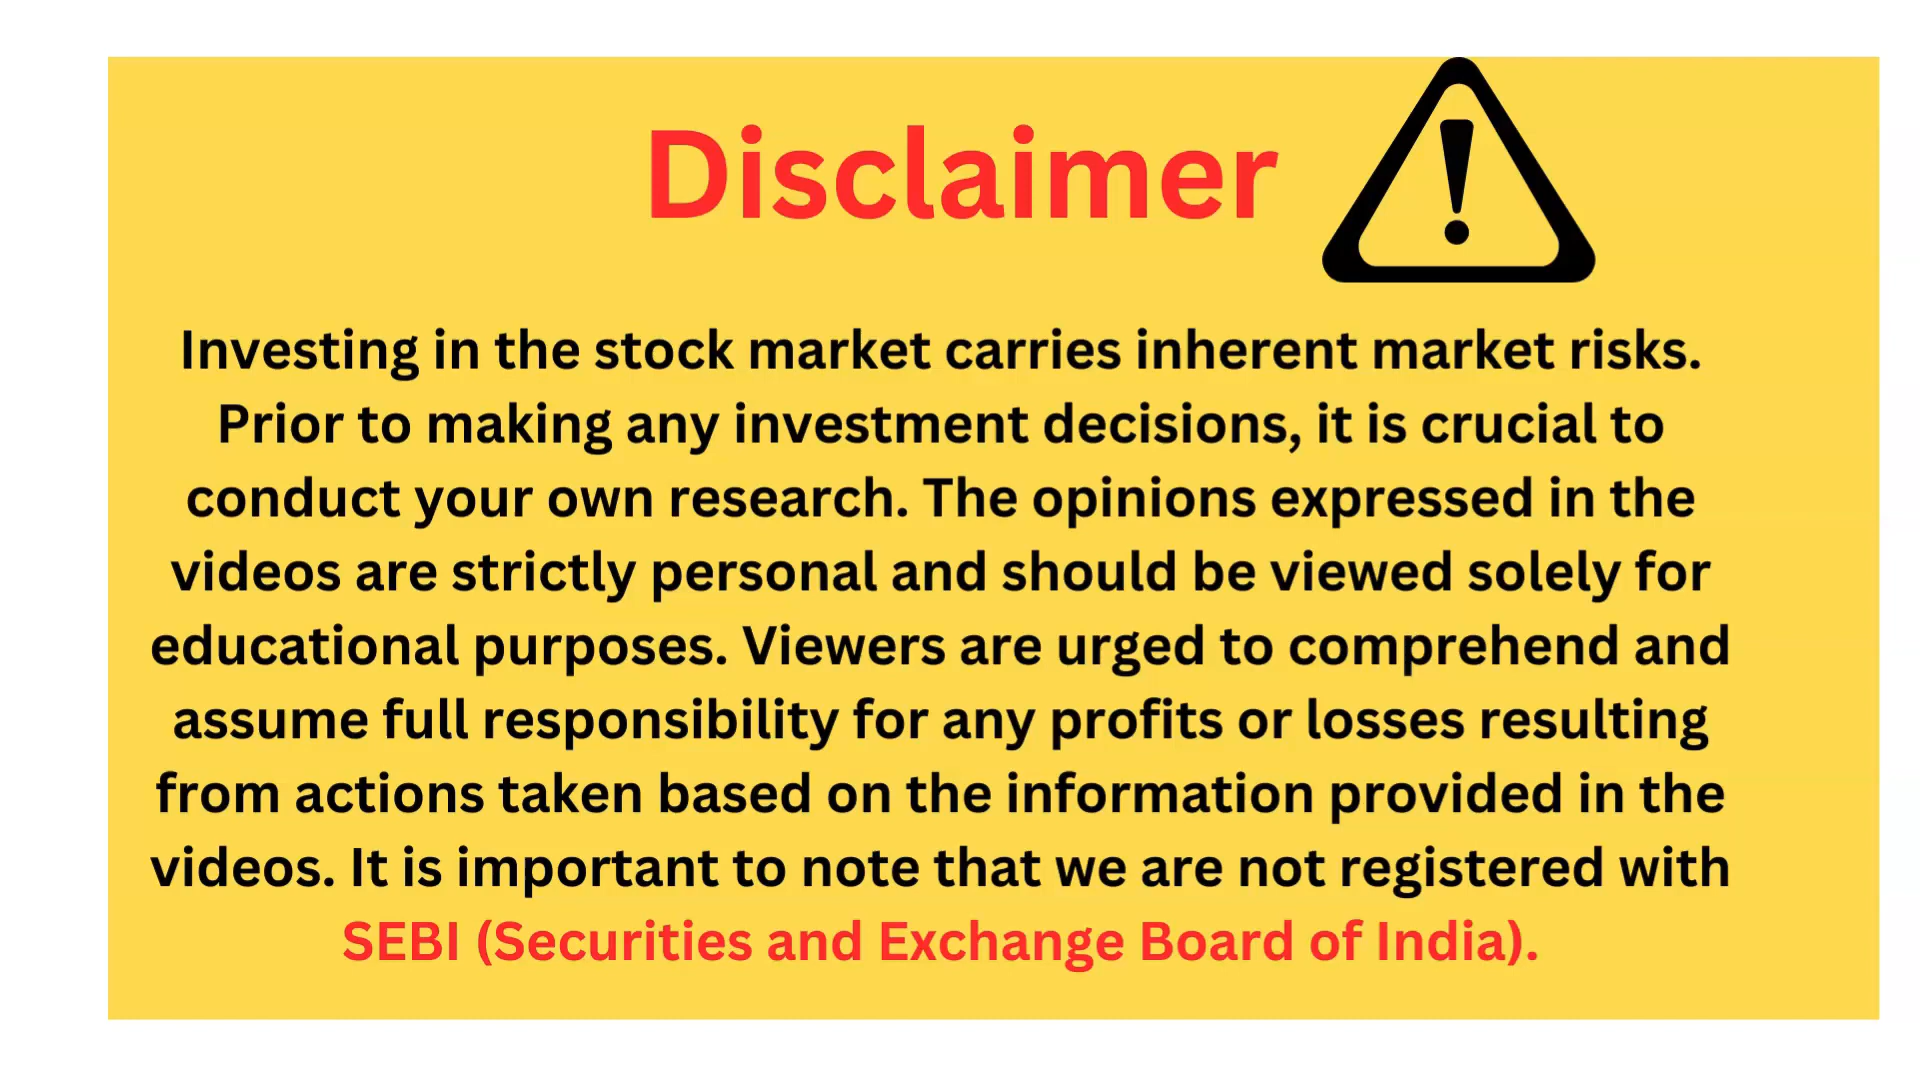 Disclaimer
Investing in the stock market carries inherent market risks.
Prior to making any investment decisions, it is crucial to
conduct your own research. The opinions expressed in the
videos are strictly personal and should be viewed solely for
educational purposes. Viewers are urged to comprehend and
assume full responsibility for any profits or losses resulting
from actions taken based on the information provided in the
videos. It is important to note that we are not registered with
SEBI (Securities and Exchange Board of India).